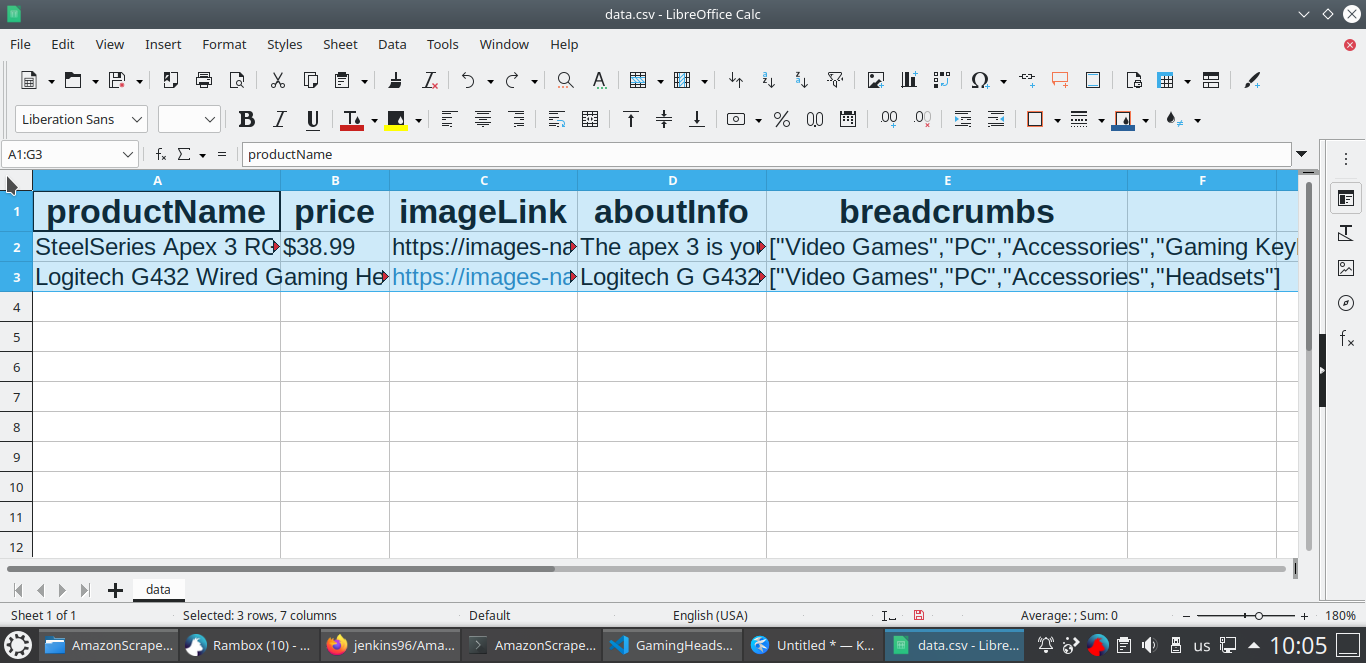 data.csv - LibreOffice Calc
File Edit View Insert Format Styles Sheet Data Tools Window Help
Liberation Sans
A1:G3 productName
A B C D E F
1 productName price imageLink aboutInfo breadcrumbs
2 SteelSeries Apex 3 RG $38.99 https://images-na The apex 3 is you ["Video Games","PC","Accessories","Gaming Key
3 Logitech G432 Wired Gaming He https://images-na Logitech G G432 ["Video Games","PC","Accessories","Headsets"]
4
5
6
7
8
9
10
11
12
data
Sheet 1 of 1 Selected: 3 rows, 7 columns Default English (USA) Average: ; Sum: 0 180%
AmazonScrape... Rambox (10) - ... jenkins96/Ama... AmazonScrape... GamingHeads... Untitled * — K... data.csv - Libre... us 10:05